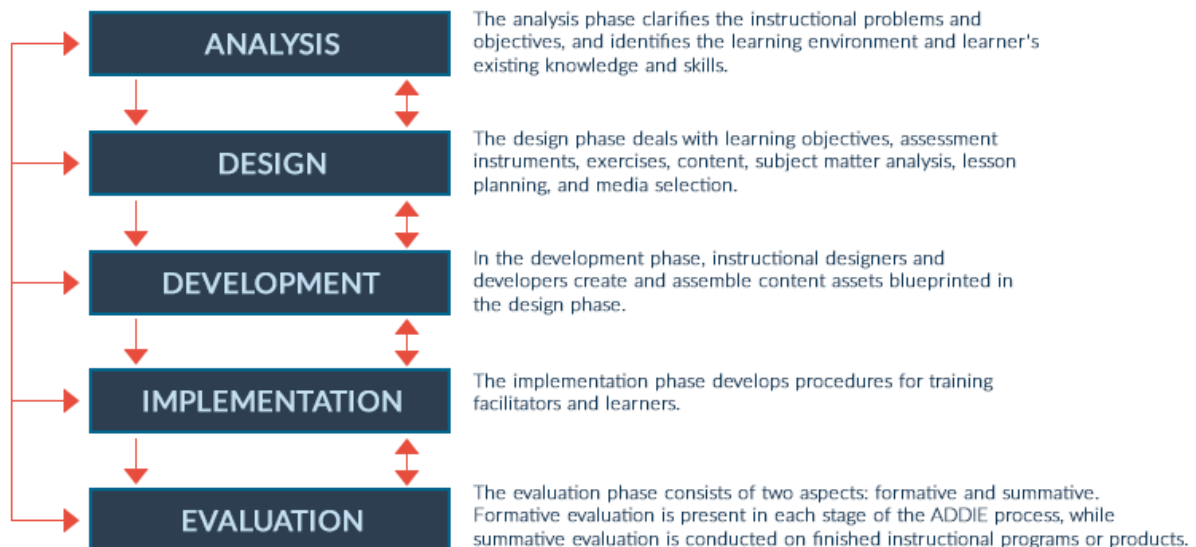 ANALYSIS
The analysis phase clarifies the instructional problems and
objectives, and identifies the learning environment and learner's
existing knowledge and skills.
DESIGN
The design phase deals with learning objectives, assessment
instruments, exercises, content, subject matter analysis, lesson
planning, and media selection.
DEVELOPMENT
In the development phase, instructional designers and
developers create and assemble content assets blueprinted in
the design phase.
IMPLEMENTATION
The implementation phase develops procedures for training
facilitators and learners.
EVALUATION
The evaluation phase consists of two aspects: formative and summative.
Formative evaluation is present in each stage of the ADDIE process, while
summative evaluation is conducted on finished instructional programs or products.